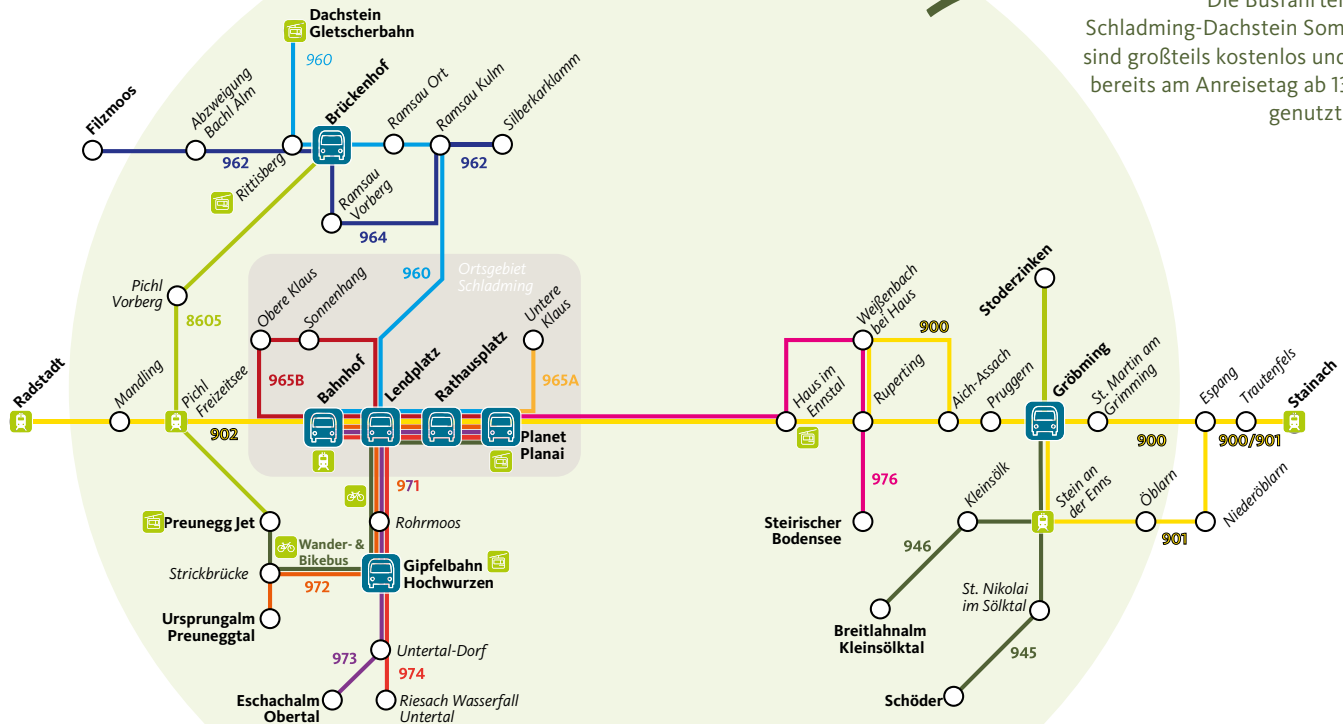 Die Busfahrten
Schladming-Dachstein Som
sind großteils kostenlos und
bereits am Anreisetag ab 13
genutzt
Dachstein
Gletscherbahn
960
Filzmoos
Abzweigung
Bachl Alm
Brückenhof
Ramsau Ort
Ramsau Kulm
Silberkarklamm
962
962
Rittisberg
Ramsau
Vorberg
964
Pichl
Vorberg
8605
960
Ortsgebiet
Schladming
Obere Klaus
Sonnenhang
Untere
Klaus
965B
965A
Bahnhof
Lendplatz
Rathausplatz
Planet
Planai
Radstadt
Mandling
Pichl
Freizeitsee
902
Weißenbach
bei Haus
900
Stoderzinken
Haus im
Ennstal
Ruperting
Aich-Assach
Pruggern
Gröbming
St. Martin am
Grimming
900
Espang
Trautenfels
900/901
Stainach
971
976
Rohrmoos
Preunegg Jet
Wander- &
Bikebus
Strickbrücke
972
Gipfelbahn
Hochwurzen
Ursprungalm
Preuneggtal
Untertal-Dorf
973
974
Eschachalm
Obertal
Riesach Wasserfall
Untertal
Steirischer
Bodensee
Kleinsölk
Stein an
der Enns
Öblarn
901
Niederöblarn
946
St. Nikolai
im Sölktal
Breitlahnalm
Kleinsölktal
945
Schöder